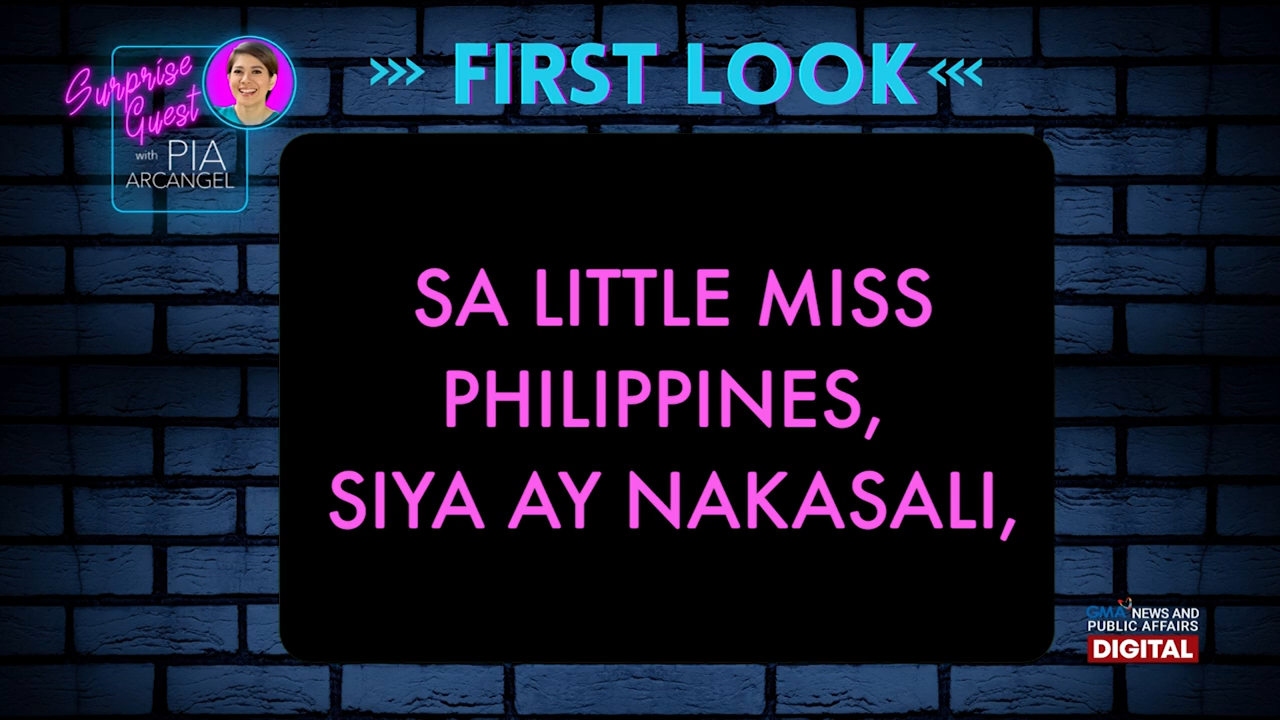 Surprise
Guest
with PIA
ARCANGEL
>>> FIRST LOOK <<<
SA LITTLE MISS
PHILIPPINES,
SIYA AY NAKASALI,
GMA NEWS AND
PUBLIC AFFAIRS
DIGITAL